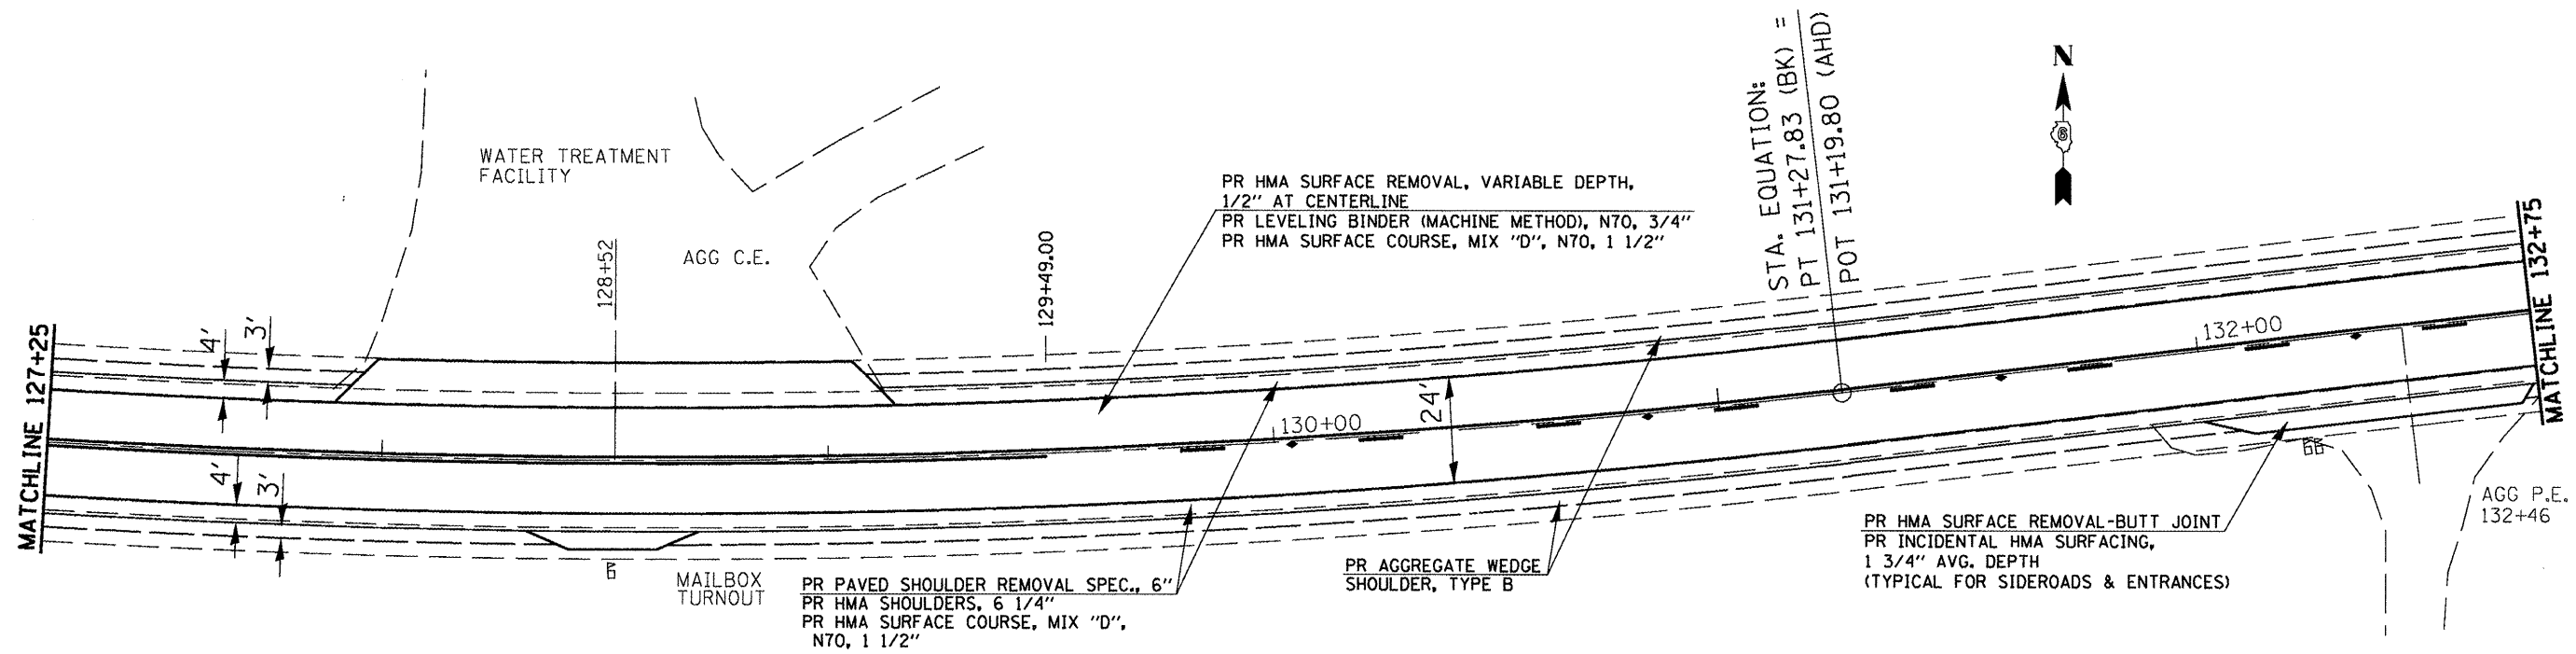 STA. EQUATION:
PT 131+27.83 (BK) =
POT 131+19.80 (AHD)
N
6
WATER TREATMENT
FACILITY
AGG C.E.
128+52
129+49.00
PR HMA SURFACE REMOVAL, VARIABLE DEPTH,
1/2" AT CENTERLINE
PR LEVELING BINDER (MACHINE METHOD), N70, 3/4"
PR HMA SURFACE COURSE, MIX "D", N70, 1 1/2"
MATCHLINE 127+25
4'
3'
4'
3'
130+00
24'
132+00
MATCHLINE 132+75
MAILBOX
TURNOUT
PR PAVED SHOULDER REMOVAL SPEC., 6"
PR HMA SHOULDERS, 6 1/4"
PR HMA SURFACE COURSE, MIX "D",
N70, 1 1/2"
PR AGGREGATE WEDGE
SHOULDER, TYPE B
PR HMA SURFACE REMOVAL-BUTT JOINT
PR INCIDENTAL HMA SURFACING,
1 3/4" AVG. DEPTH
(TYPICAL FOR SIDEROADS & ENTRANCES)
AGG P.E.
132+46